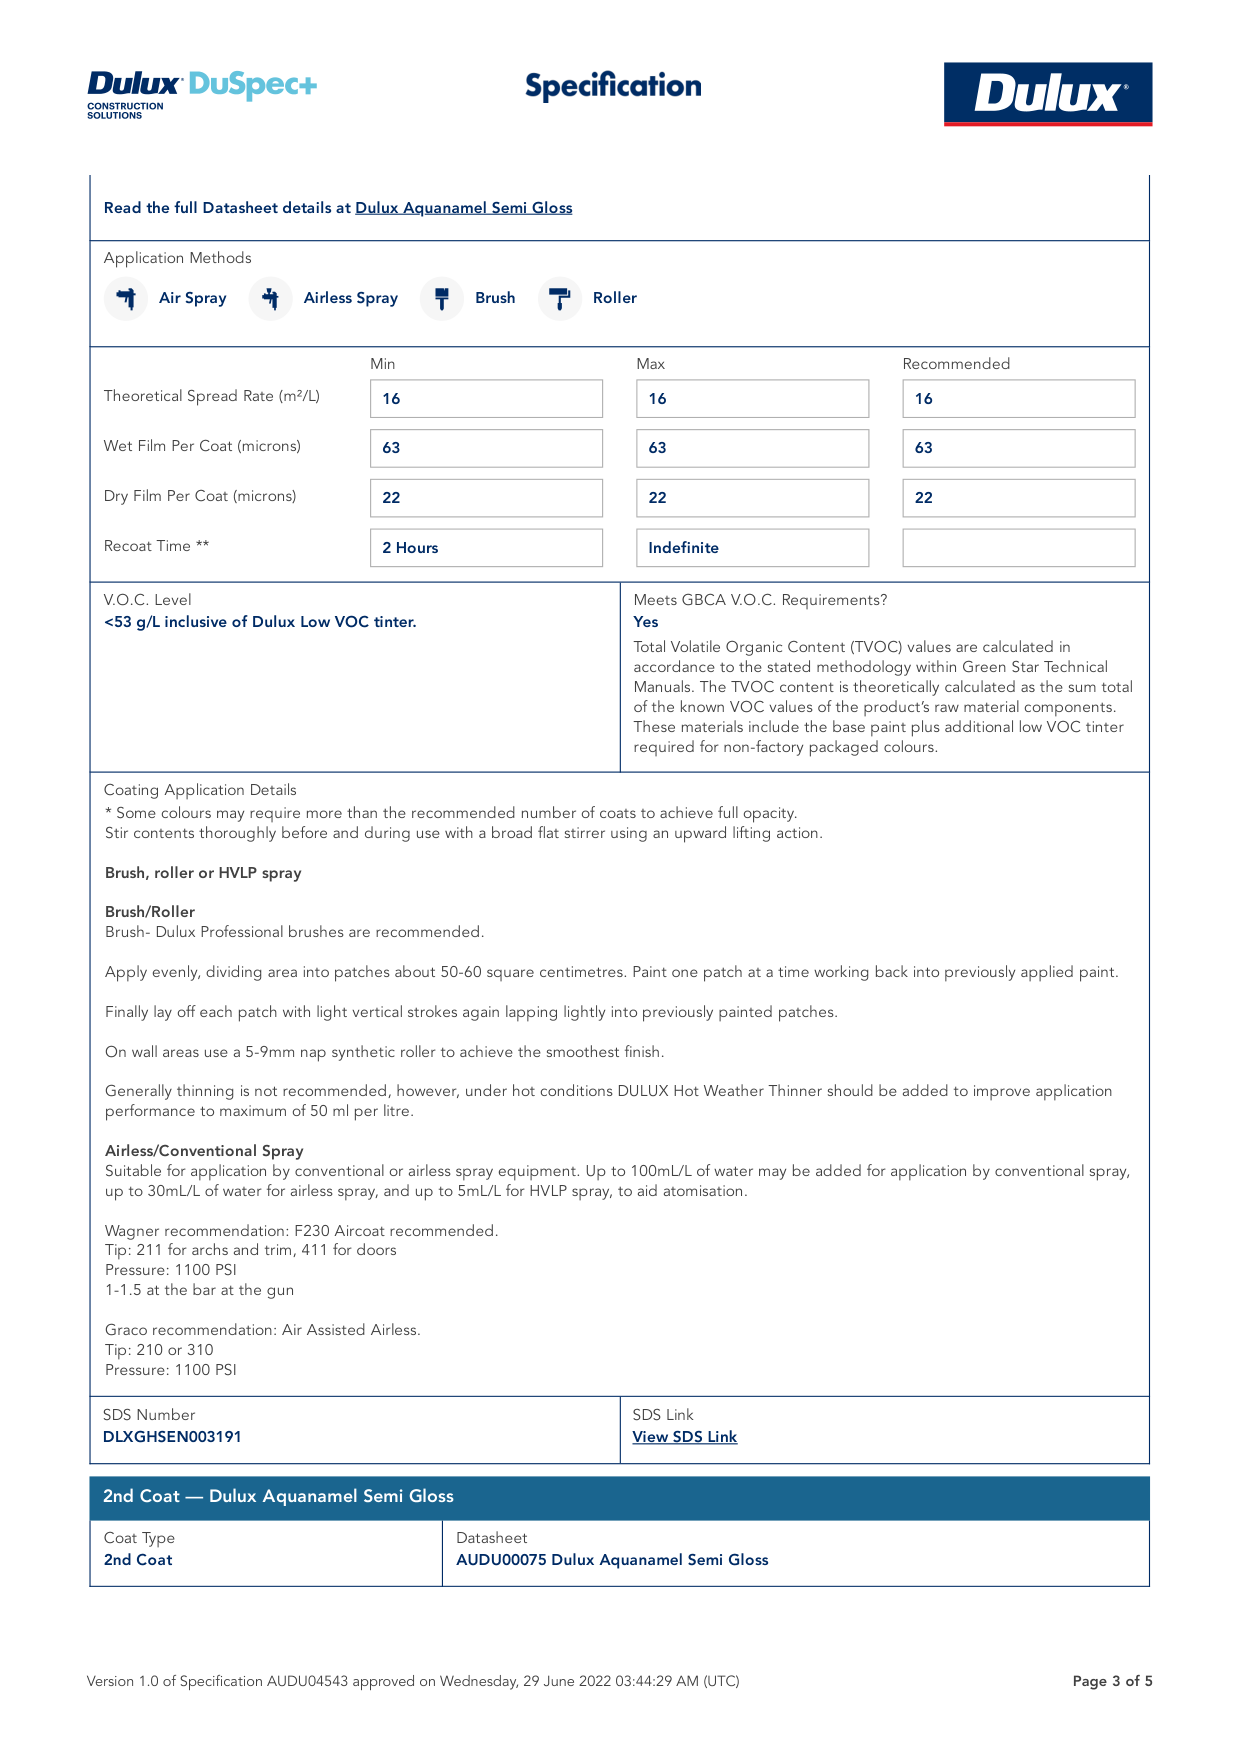 Dulux DuSpec+
CONSTRUCTION
SOLUTIONS
Specification
Dulux®
Read the full Datasheet details at Dulux Aquanamel Semi Gloss
Application Methods
Air Spray Airless Spray Brush Roller
Min Max Recommended
Theoretical Spread Rate (m²/L) 16 16 16
Wet Film Per Coat (microns) 63 63 63
Dry Film Per Coat (microns) 22 22 22
Recoat Time ** 2 Hours Indefinite
V.O.C. Level
<53 g/L inclusive of Dulux Low VOC tinter.
Meets GBCA V.O.C. Requirements?
Yes
Total Volatile Organic Content (TVOC) values are calculated in
accordance to the stated methodology within Green Star Technical
Manuals. The TVOC content is theoretically calculated as the sum total
of the known VOC values of the product's raw material components.
These materials include the base paint plus additional low VOC tinter
required for non-factory packaged colours.
Coating Application Details
* Some colours may require more than the recommended number of coats to achieve full opacity.
Stir contents thoroughly before and during use with a broad flat stirrer using an upward lifting action.
Brush, roller or HVLP spray
Brush/Roller
Brush- Dulux Professional brushes are recommended.
Apply evenly, dividing area into patches about 50-60 square centimetres. Paint one patch at a time working back into previously applied paint.
Finally lay off each patch with light vertical strokes again lapping lightly into previously painted patches.
On wall areas use a 5-9mm nap synthetic roller to achieve the smoothest finish.
Generally thinning is not recommended, however, under hot conditions DULUX Hot Weather Thinner should be added to improve application
performance to maximum of 50 ml per litre.
Airless/Conventional Spray
Suitable for application by conventional or airless spray equipment. Up to 100mL/L of water may be added for application by conventional spray,
up to 30mL/L of water for airless spray, and up to 5mL/L for HVLP spray, to aid atomisation.
Wagner recommendation: F230 Aircoat recommended.
Tip: 211 for archs and trim, 411 for doors
Pressure: 1100 PSI
1-1.5 at the bar at the gun
Graco recommendation: Air Assisted Airless.
Tip: 210 or 310
Pressure: 1100 PSI
SDS Number
DLXGHSEN003191
SDS Link
View SDS Link
2nd Coat — Dulux Aquanamel Semi Gloss
Coat Type
2nd Coat
Datasheet
AUDU00075 Dulux Aquanamel Semi Gloss
Version 1.0 of Specification AUDU04543 approved on Wednesday, 29 June 2022 03:44:29 AM (UTC)
Page 3 of 5